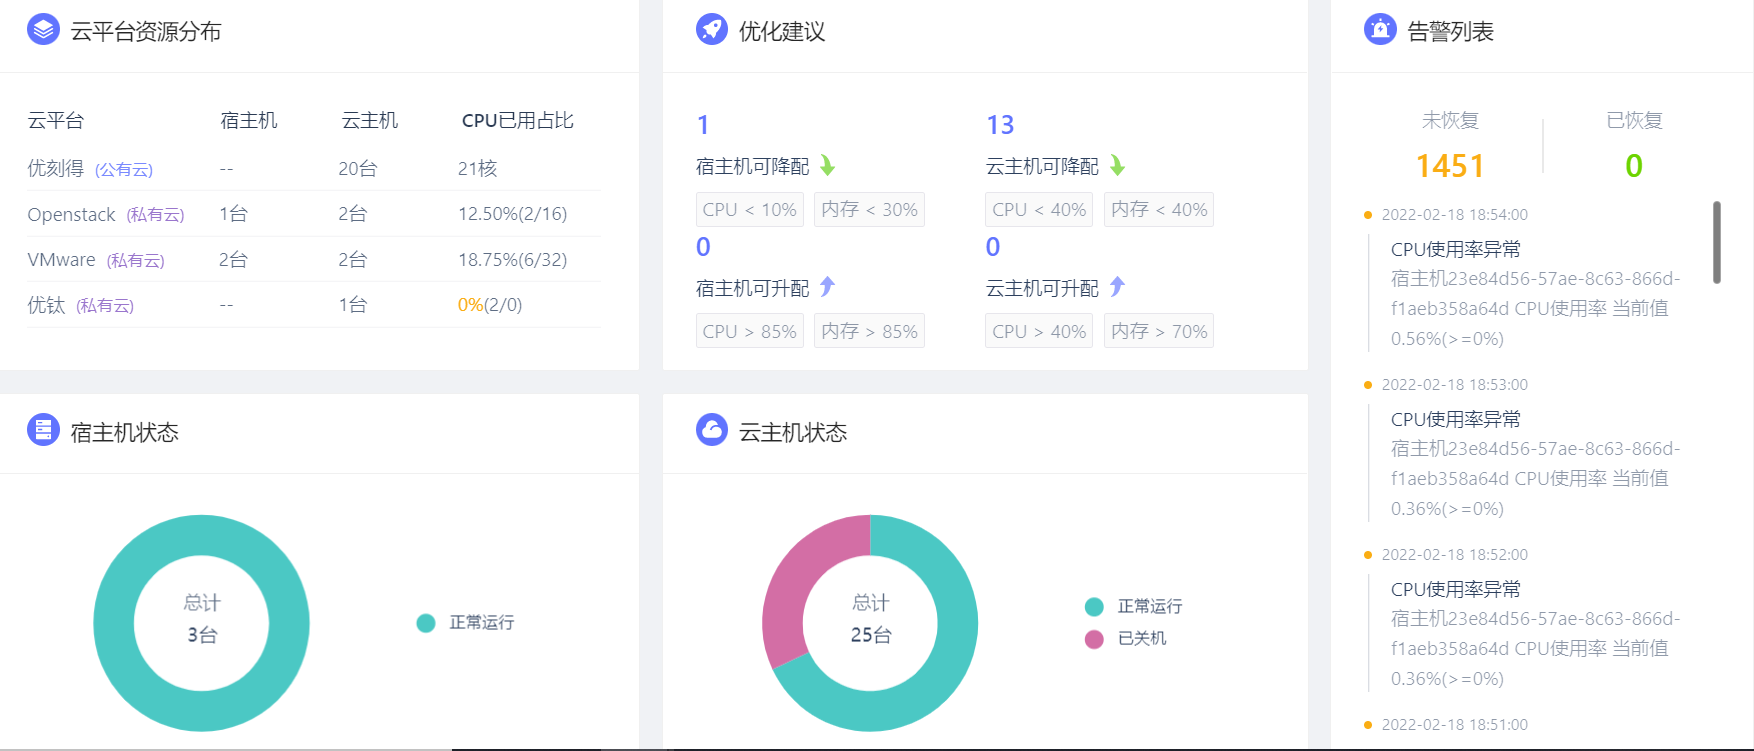 云平台资源分布
云平台 宿主机 云主机 CPU已用占比
优刻得 (公有云) -- 20台 21核
Openstack (私有云) 1台 2台 12.50%(2/16)
VMware (私有云) 2台 2台 18.75%(6/32)
优钛 (私有云) -- 1台 0%(2/0)
优化建议
1 13
宿主机可降配 云主机可降配
CPU < 10% 内存 < 30% CPU < 40% 内存 < 40%
0 0
宿主机可升配 云主机可升配
CPU > 85% 内存 > 85% CPU > 40% 内存 > 70%
宿主机状态
总计
3台
正常运行
云主机状态
总计
25台
正常运行
已关机
告警列表
未恢复 已恢复
1451 0
2022-02-18 18:54:00
CPU使用率异常
宿主机23e84d56-57ae-8c63-866d-
f1aeb358a64d CPU使用率 当前值
0.56%(>=0%)
2022-02-18 18:53:00
CPU使用率异常
宿主机23e84d56-57ae-8c63-866d-
f1aeb358a64d CPU使用率 当前值
0.36%(>=0%)
2022-02-18 18:52:00
CPU使用率异常
宿主机23e84d56-57ae-8c63-866d-
f1aeb358a64d CPU使用率 当前值
0.36%(>=0%)
2022-02-18 18:51:00